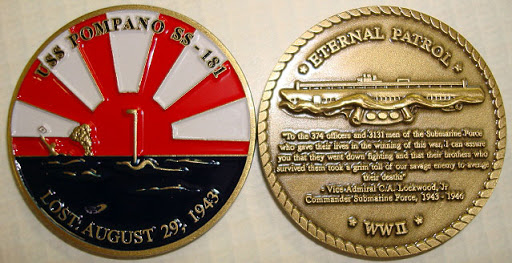 USS POMPANO SS-181
LOST: AUGUST 29, 1943
ETERNAL PATROL
"To the 374 officers and 3131 men of the Submarine Force
who gave their lives in the winning of this war, I can assure
you that they went down fighting and that their brothers who
survived them took a grim toll of our savage enemy to avenge
their deaths"
Vice-Admiral C.A. Lockwood, Jr.
Commander Submarine Force, 1943 - 1946
WW II